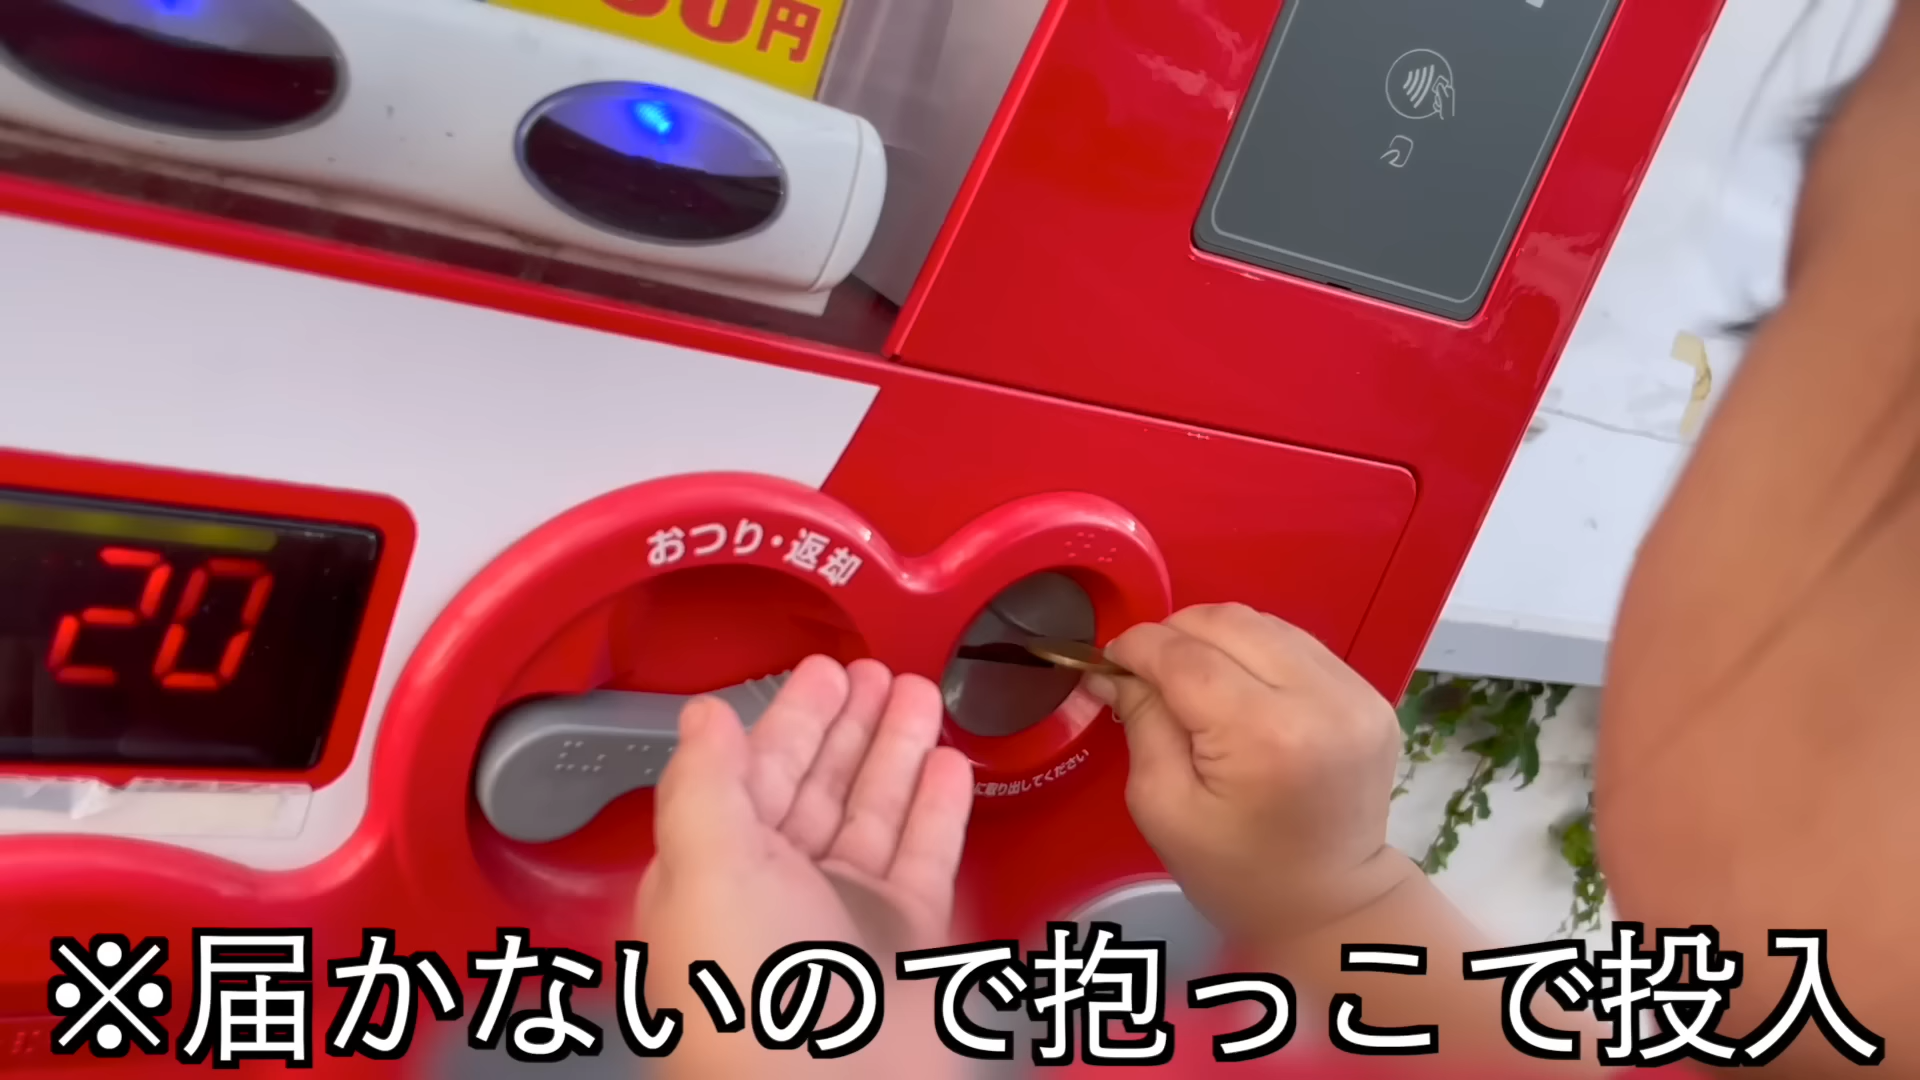 0円
20
おつり・返却
に取り出してください
※届かないので抱っこで投入